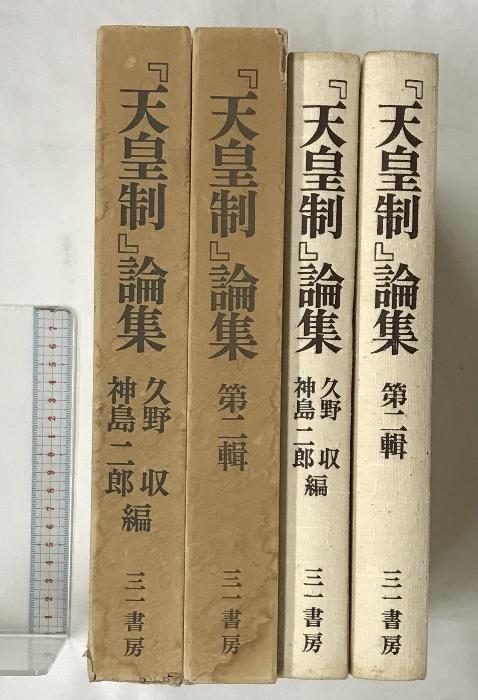 『天皇制』論集
久野 収
神島二郎 編
三一書房
『天皇制』論集
第二輯
三一書房
『天皇制』論集
久野 収
神島二郎 編
三一書房
『天皇制』論集
第二輯
三一書房